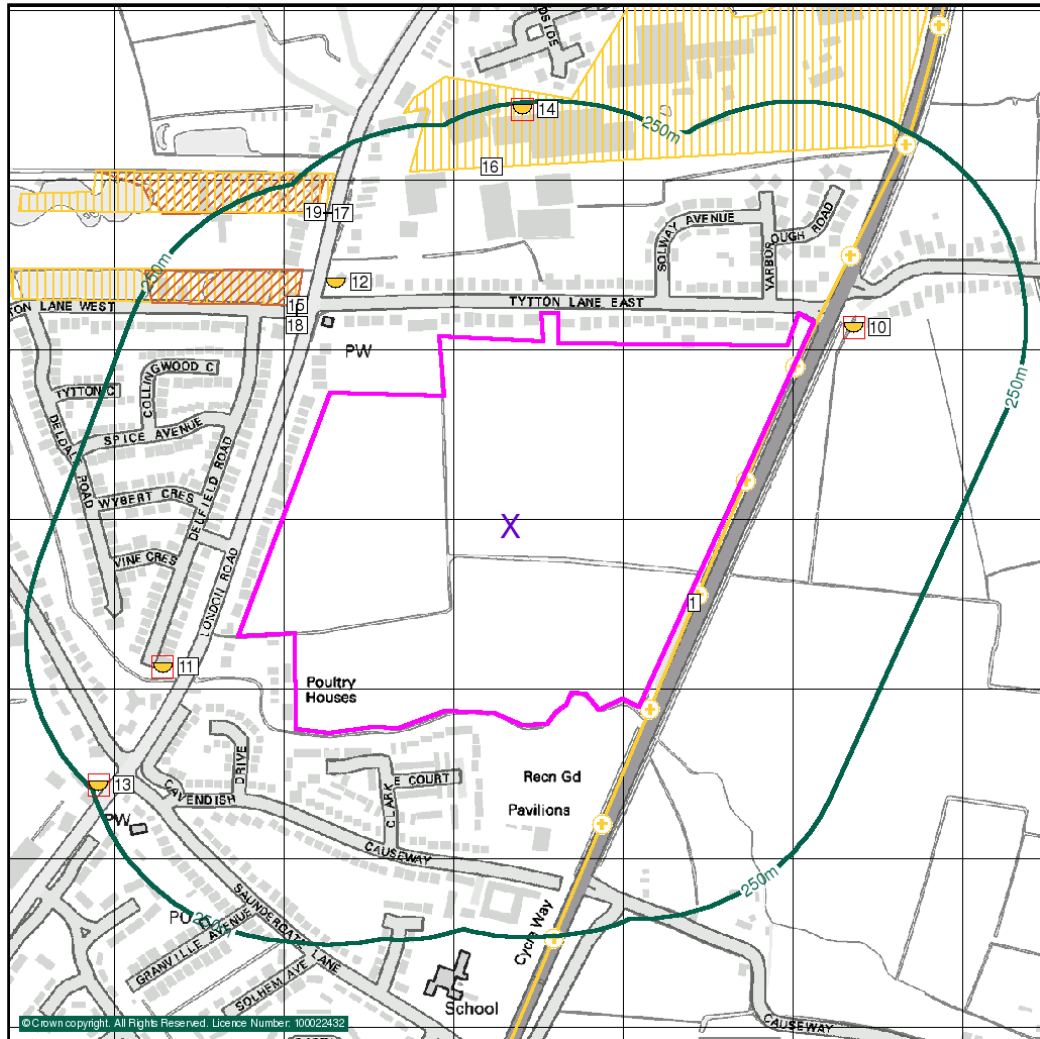 DSIDE
14
250m
16
SOLWAY AVENUE
YARBOROUGH ROAD
19
17
250m
12
TYTTON LANE EAST
TON LANE WEST
15
18
10
PW
COLLINGWOOD C
TYTTON C
250m
DELDALE ROAD
SPICE AVENUE
DELFIELD ROAD
WYBERT CRES
X
VINE CRES
LONDON ROAD
1
11
Poultry
Houses
DRIVE
E COURT
CLARK
Recn Gd
13
CAVENDISH
Pavilions
PW
CAUSEWAY
250m
SAUNDERGATE LANE
Cycle Way
250m
GRANVILLE AVENUE
SOLHEM AVE
School
© Crown copyright. All Rights Reserved. Licence Number: 100022432
CAUSEWAY